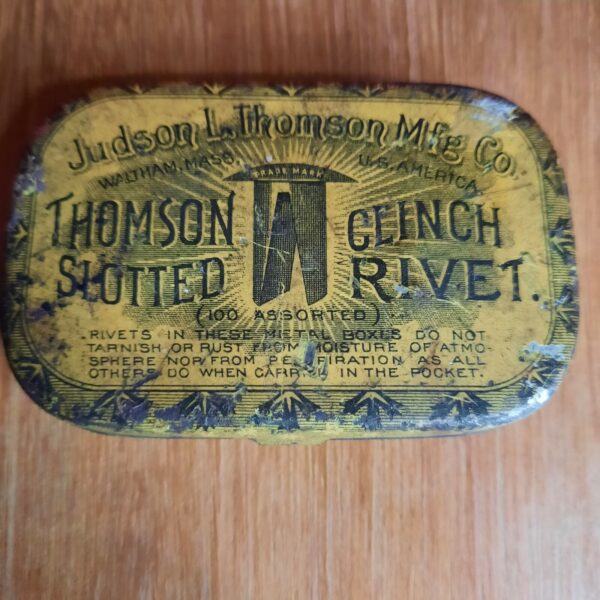 Judson L. Thomson Mfg Co.
WALTHAM, MASS. U.S. AMERICA.
TRADE MARK
THOMSON CLINCH
SLOTTED RIVET.
(100 ASSORTED)
RIVETS IN THESE METAL BOXES DO NOT
TARNISH OR RUST FROM MOISTURE OF ATMO-
SPHERE NOR FROM PERSPIRATION AS ALL
OTHERS DO WHEN CARRIED IN THE POCKET.